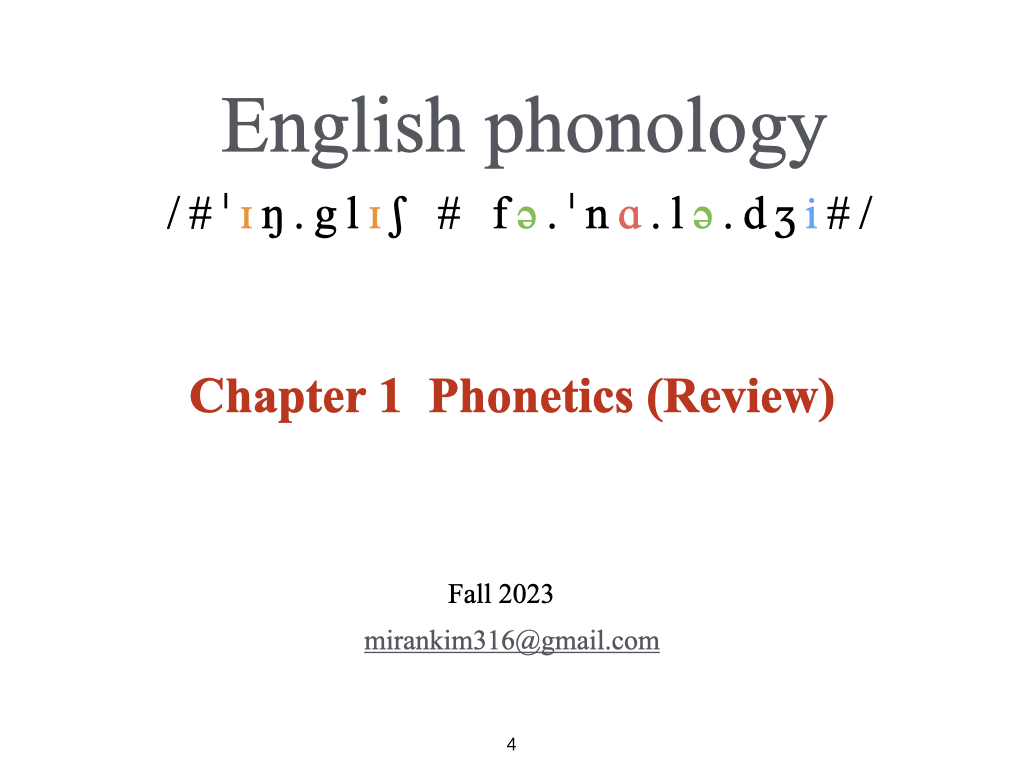 English phonology
/#ˈɪŋ.glɪʃ # fə.ˈnɑ.lə.dʒi#/
Chapter 1 Phonetics (Review)
Fall 2023
mirankim316@gmail.com
4